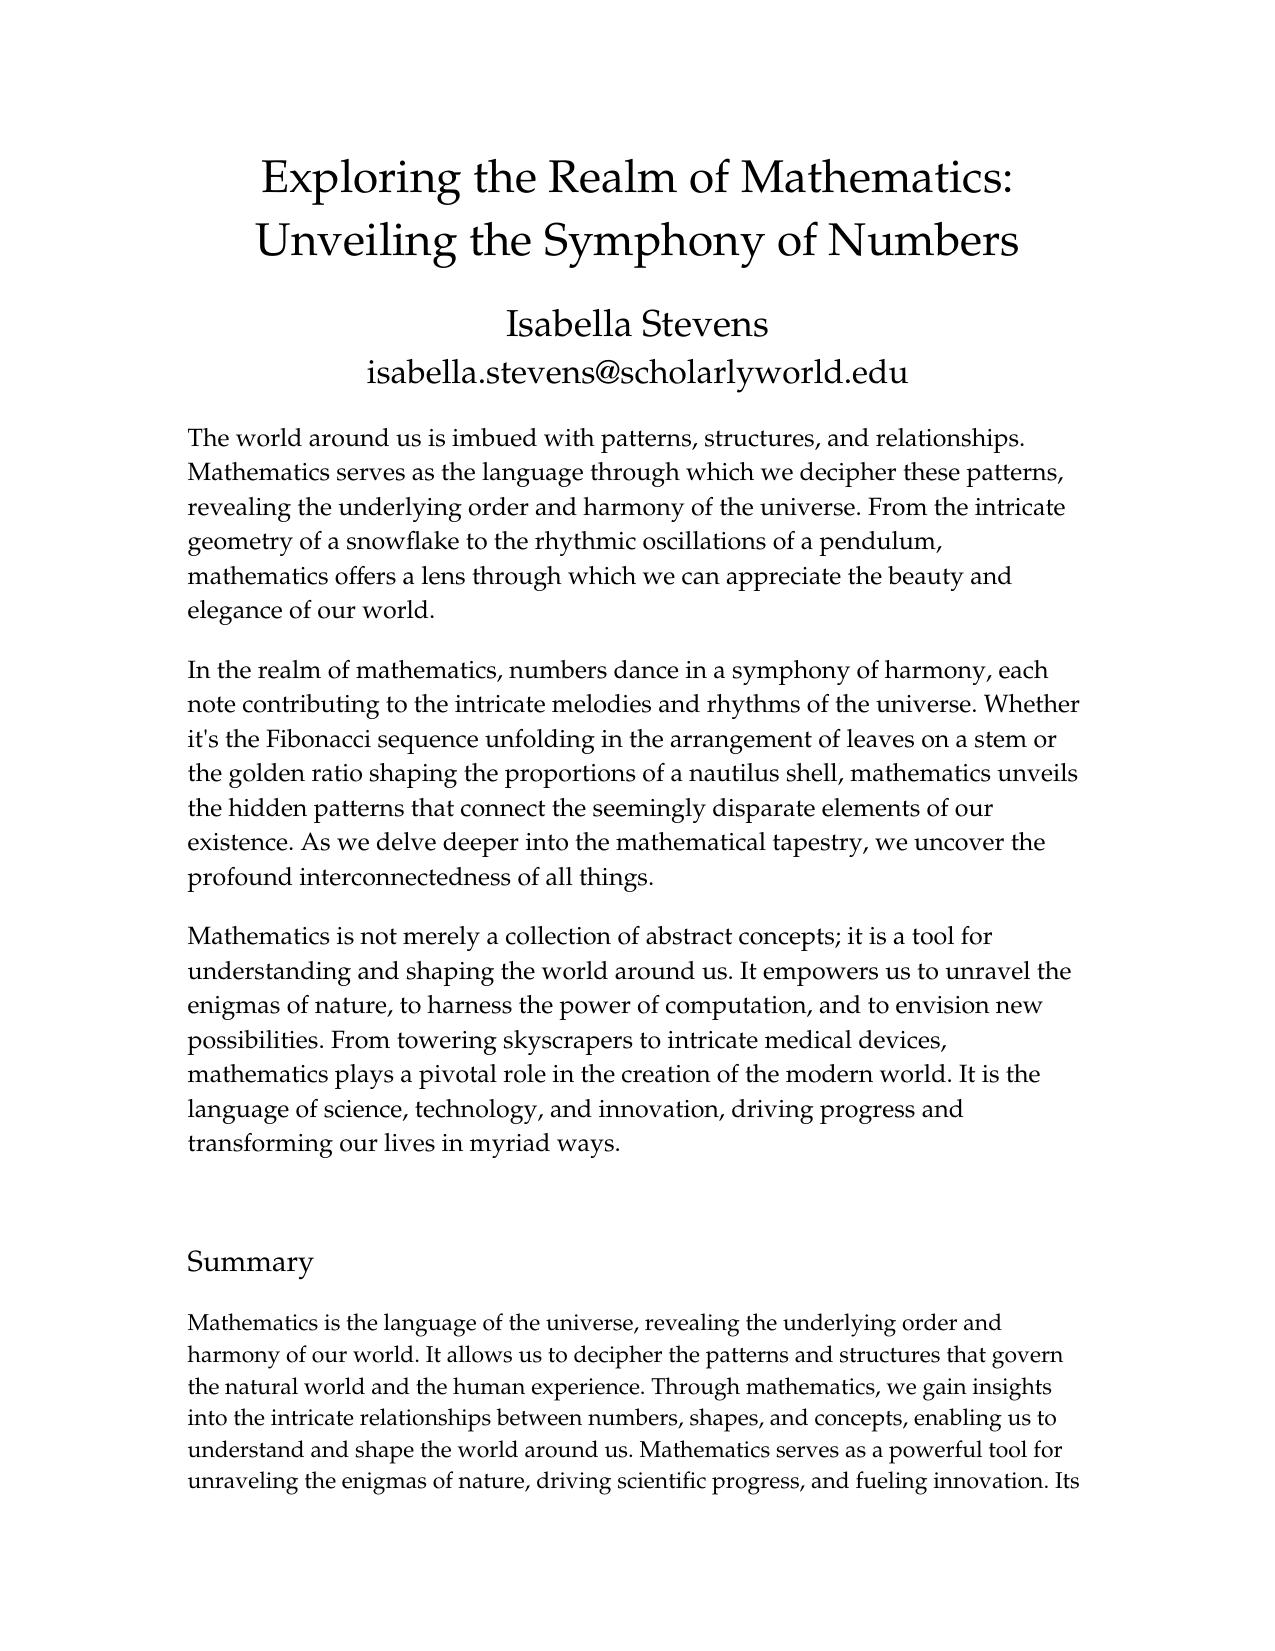 Exploring the Realm of Mathematics:
Unveiling the Symphony of Numbers
Isabella Stevens
isabella.stevens@scholarlyworld.edu
The world around us is imbued with patterns, structures, and relationships.
Mathematics serves as the language through which we decipher these patterns,
revealing the underlying order and harmony of the universe. From the intricate
geometry of a snowflake to the rhythmic oscillations of a pendulum,
mathematics offers a lens through which we can appreciate the beauty and
elegance of our world.
In the realm of mathematics, numbers dance in a symphony of harmony, each
note contributing to the intricate melodies and rhythms of the universe. Whether
it's the Fibonacci sequence unfolding in the arrangement of leaves on a stem or
the golden ratio shaping the proportions of a nautilus shell, mathematics unveils
the hidden patterns that connect the seemingly disparate elements of our
existence. As we delve deeper into the mathematical tapestry, we uncover the
profound interconnectedness of all things.
Mathematics is not merely a collection of abstract concepts; it is a tool for
understanding and shaping the world around us. It empowers us to unravel the
enigmas of nature, to harness the power of computation, and to envision new
possibilities. From towering skyscrapers to intricate medical devices,
mathematics plays a pivotal role in the creation of the modern world. It is the
language of science, technology, and innovation, driving progress and
transforming our lives in myriad ways.
Summary
Mathematics is the language of the universe, revealing the underlying order and
harmony of our world. It allows us to decipher the patterns and structures that govern
the natural world and the human experience. Through mathematics, we gain insights
into the intricate relationships between numbers, shapes, and concepts, enabling us to
understand and shape the world around us. Mathematics serves as a powerful tool for
unraveling the enigmas of nature, driving scientific progress, and fueling innovation. Its